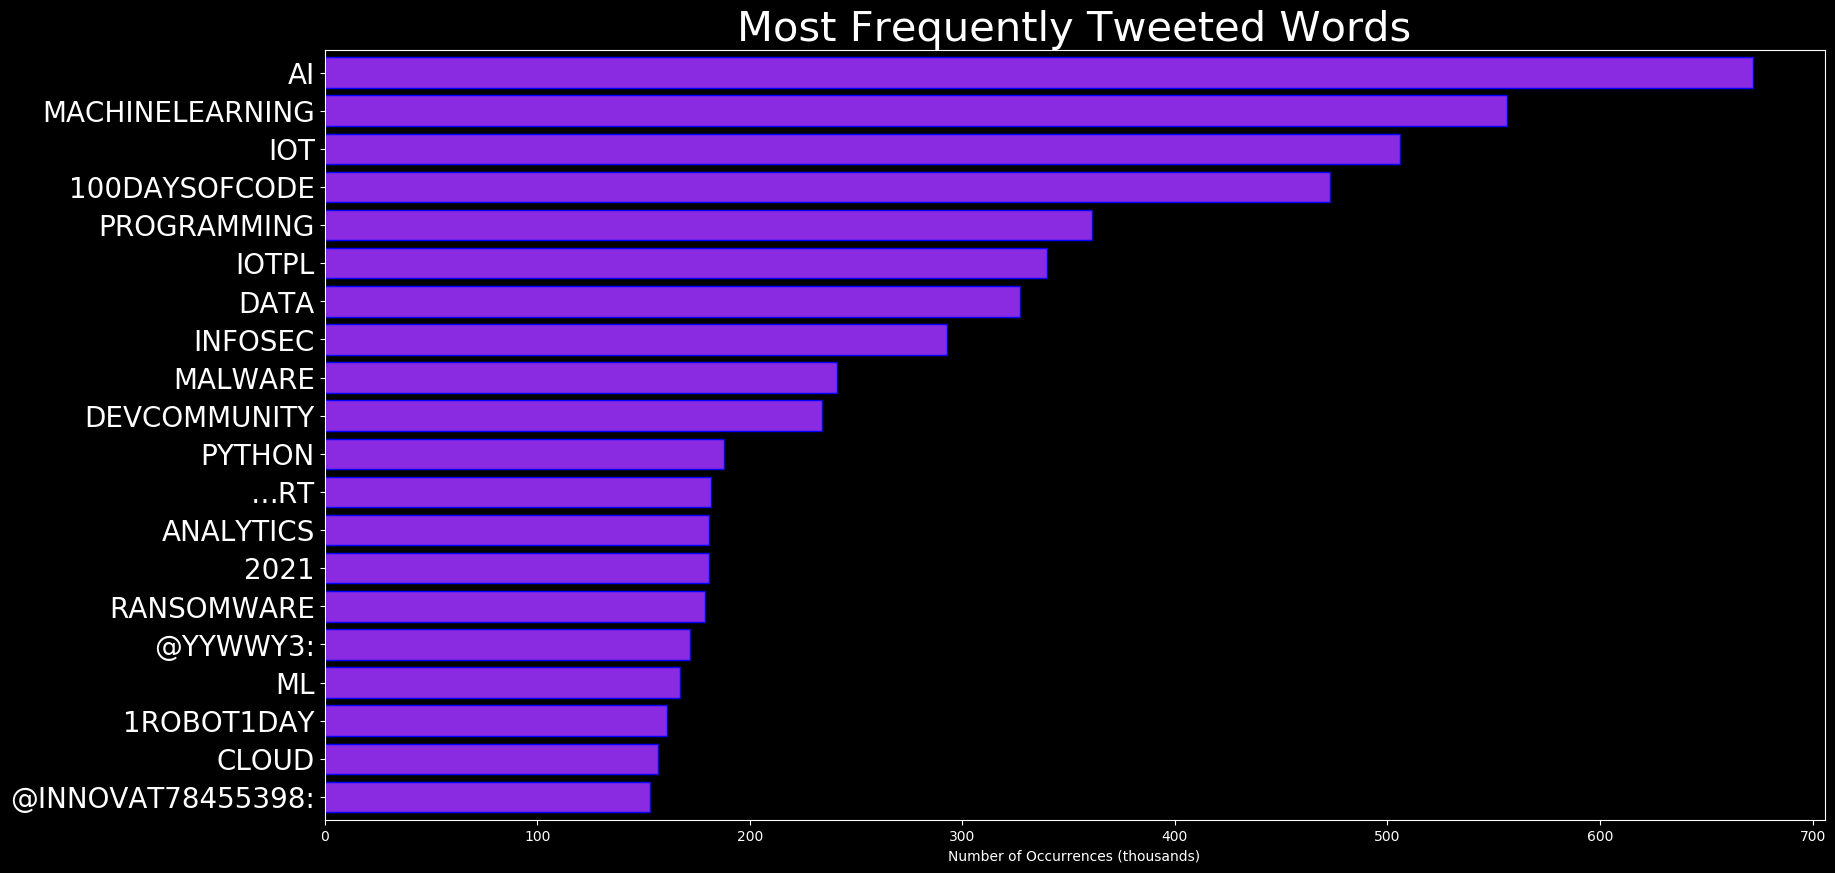 Most Frequently Tweeted Words
AI
MACHINELEARNING
IOT
100DAYSOFCODE
PROGRAMMING
IOTPL
DATA
INFOSEC
MALWARE
DEVCOMMUNITY
PYTHON
…RT
ANALYTICS
2021
RANSOMWARE
@YYWWY3:
ML
1ROBOT1DAY
CLOUD
@INNOVAT78455398:
0 100 200 300 400 500 600 700
Number of Occurrences (thousands)